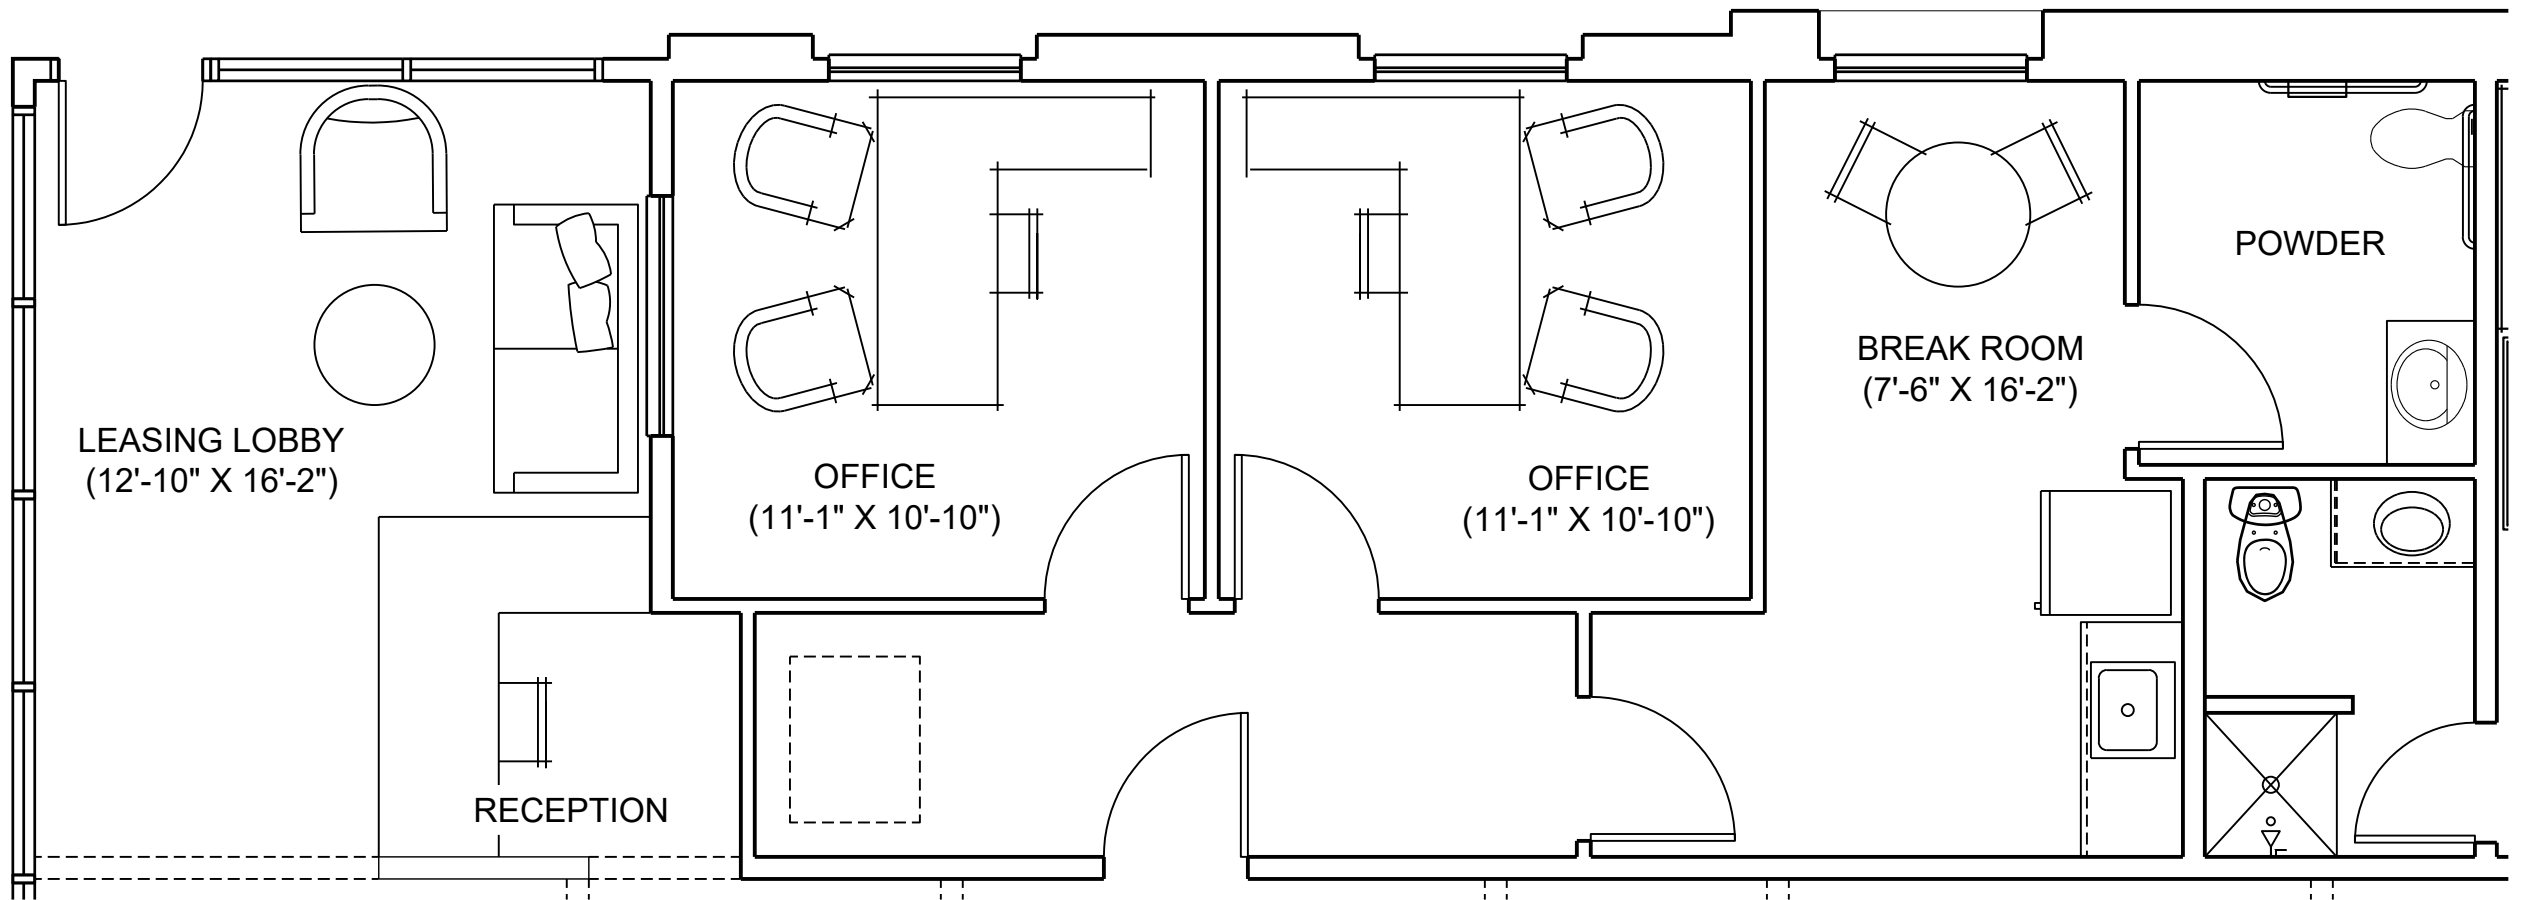 LEASING LOBBY
(12'-10" X 16'-2")
RECEPTION
OFFICE
(11'-1" X 10'-10")
OFFICE
(11'-1" X 10'-10")
BREAK ROOM
(7'-6" X 16'-2")
POWDER